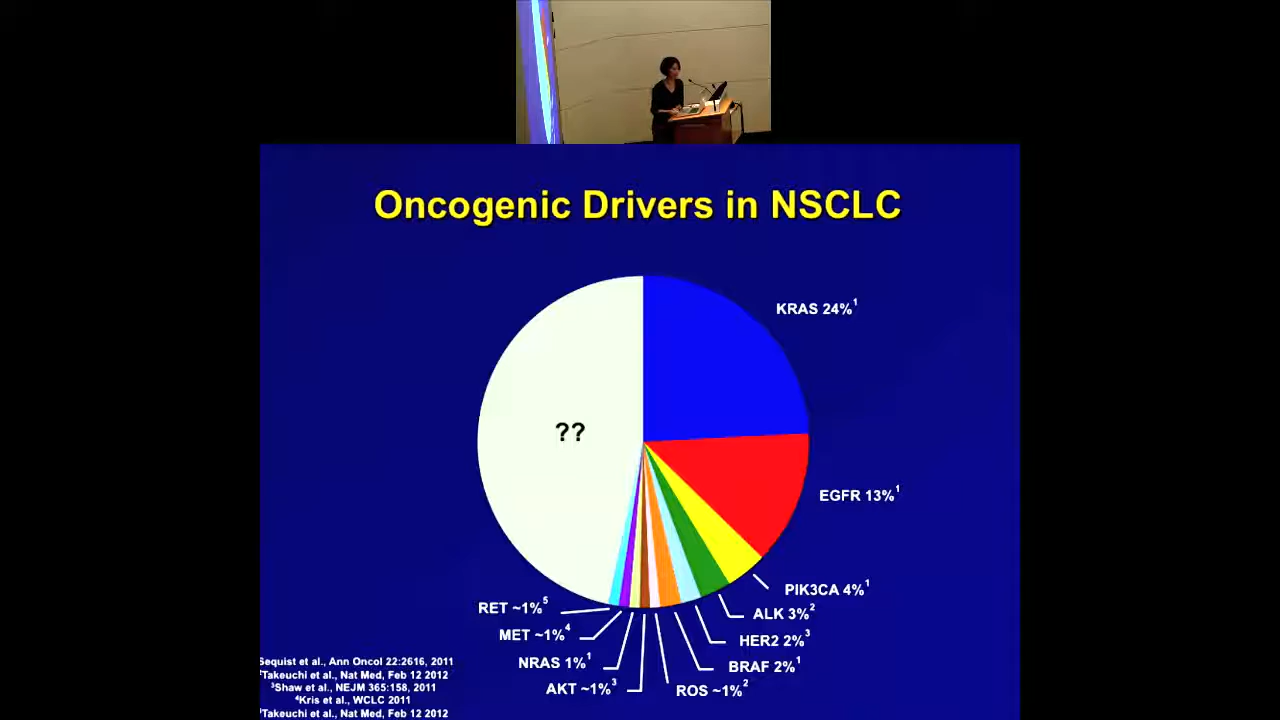 Oncogenic Drivers in NSCLC
KRAS 24%¹
??
EGFR 13%¹
PIK3CA 4%¹
RET ~1%⁵
ALK 3%²
MET ~1%⁴
HER2 2%³
NRAS 1%¹
BRAF 2%¹
AKT ~1%³
ROS ~1%²
Sequist et al., Ann Oncol 22:2616, 2011
²Takeuchi et al., Nat Med, Feb 12 2012
³Shaw et al., NEJM 365:158, 2011
⁴Kris et al., WCLC 2011
Takeuchi et al., Nat Med, Feb 12 2012